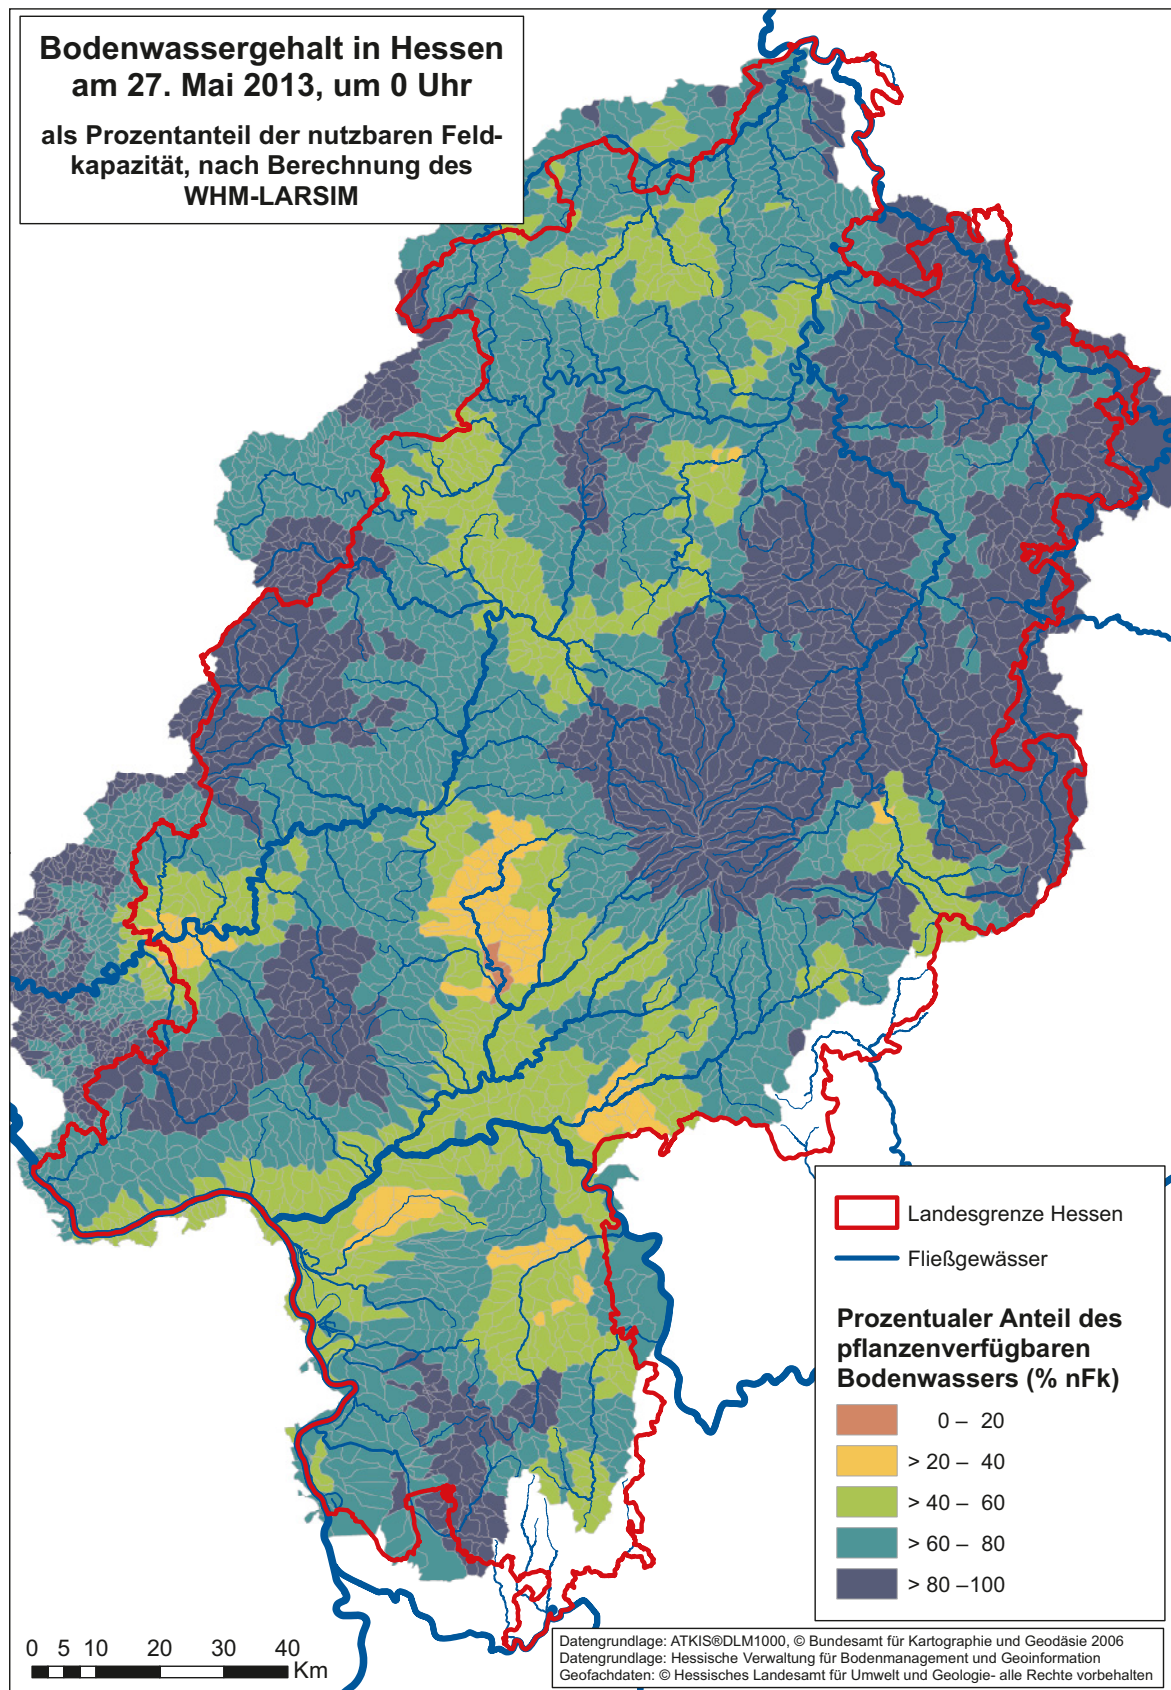 Bodenwassergehalt in Hessen
am 27. Mai 2013, um 0 Uhr
als Prozentanteil der nutzbaren Feld-
kapazität, nach Berechnung des
WHM-LARSIM
Landesgrenze Hessen
Fließgewässer
Prozentualer Anteil des
pflanzenverfügbaren
Bodenwassers (% nFk)
0 – 20
> 20 – 40
> 40 – 60
> 60 – 80
> 80 –100
0 5 10 20 30 40
Km
Datengrundlage: ATKIS®DLM1000, © Bundesamt für Kartographie und Geodäsie 2006
Datengrundlage: Hessische Verwaltung für Bodenmanagement und Geoinformation
Geofachdaten: © Hessisches Landesamt für Umwelt und Geologie- alle Rechte vorbehalten